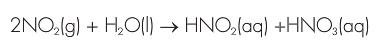 2NO₂(g) + H₂O(l) → HNO₂(aq) +HNO₃(aq)